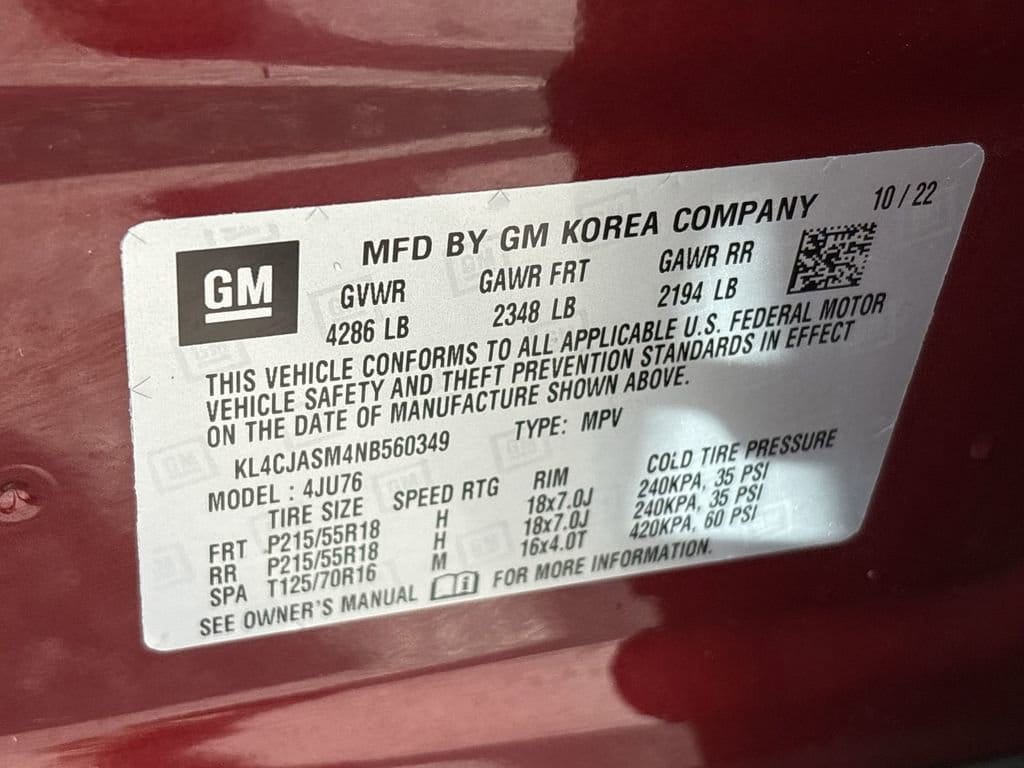 GM
MFD BY GM KOREA COMPANY 10 / 22
GVWR GAWR FRT GAWR RR
4286 LB 2348 LB 2194 LB
THIS VEHICLE CONFORMS TO ALL APPLICABLE U.S. FEDERAL MOTOR
VEHICLE SAFETY AND THEFT PREVENTION STANDARDS IN EFFECT
ON THE DATE OF MANUFACTURE SHOWN ABOVE.
KL4CJASM4NB560349 TYPE: MPV
MODEL : 4JU76
TIRE SIZE SPEED RTG RIM COLD TIRE PRESSURE
FRT P215/55R18 H 18x7.0J 240KPA, 35 PSI
RR P215/55R18 H 18x7.0J 240KPA, 35 PSI
SPA T125/70R16 M 16x4.0T 420KPA, 60 PSI
SEE OWNER'S MANUAL FOR MORE INFORMATION.